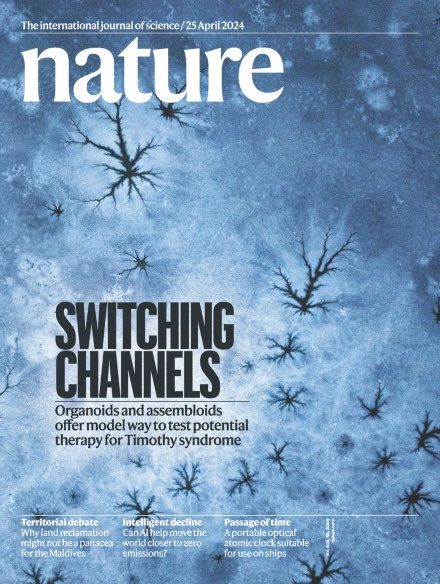 The international journal of science / 25 April 2024
nature
SWITCHING
CHANNELS
Organoids and assembloids
offer model way to test potential
therapy for Timothy syndrome
Territorial debate
Why land reclamation
might not be a panacea
for the Maldives
Intelligent decline
Can AI help move the
world closer to zero
emissions?
Passage of time
A portable optical
atomic clock suitable
for use on ships